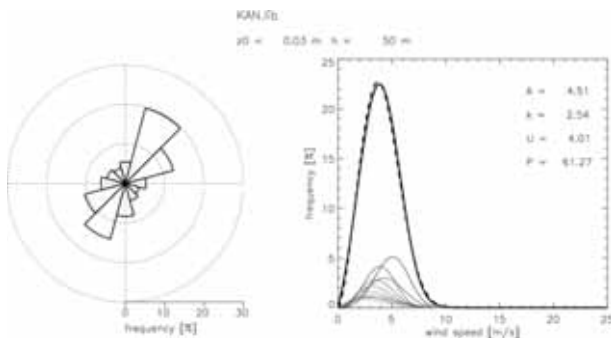 KAN.lib
z0 = 0.03 m h = 50 m
25
20
15
10
5
0
frequency [%]
A = 4.51
k = 2.54
U = 4.01
P = 61.27
0 10 20 30
frequency [%]
0 5 10 15 20 25
wind speed [m/s]